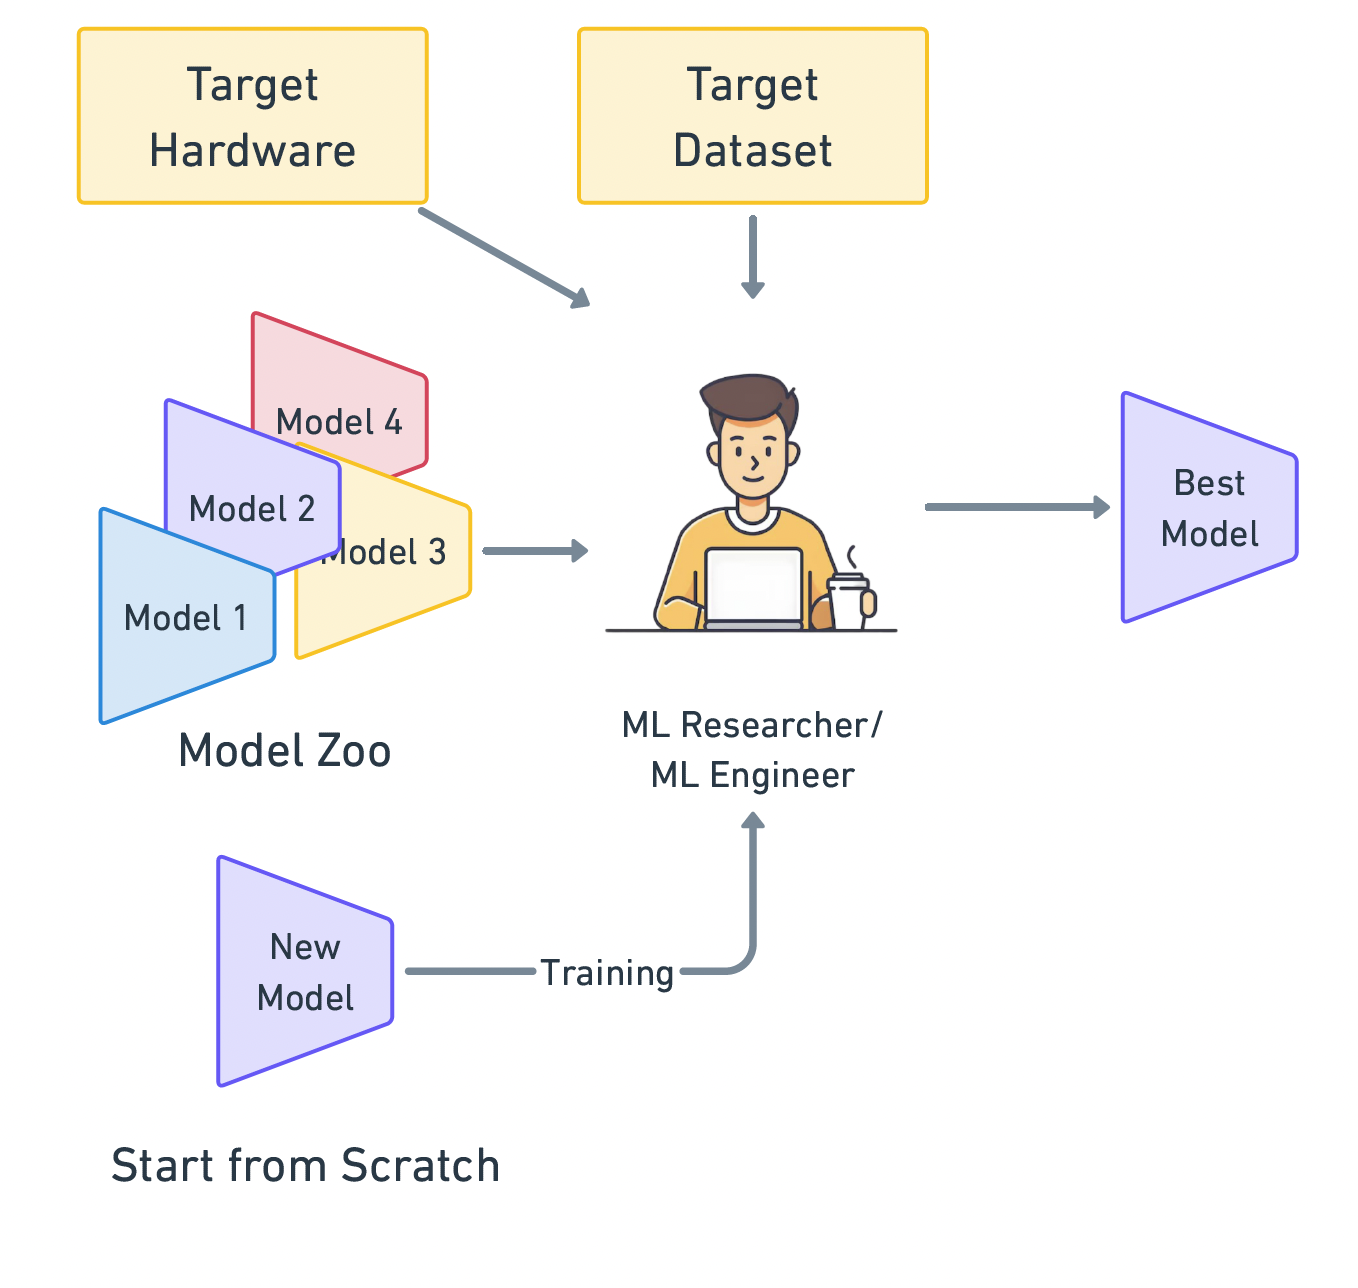 Target
Hardware
Target
Dataset
Model 4
Model 2
Model 3
Model 1
Model Zoo
ML Researcher/
ML Engineer
Best
Model
New
Model
Training
Start from Scratch